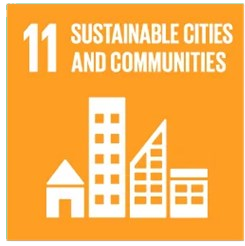 11 SUSTAINABLE CITIES
AND COMMUNITIES